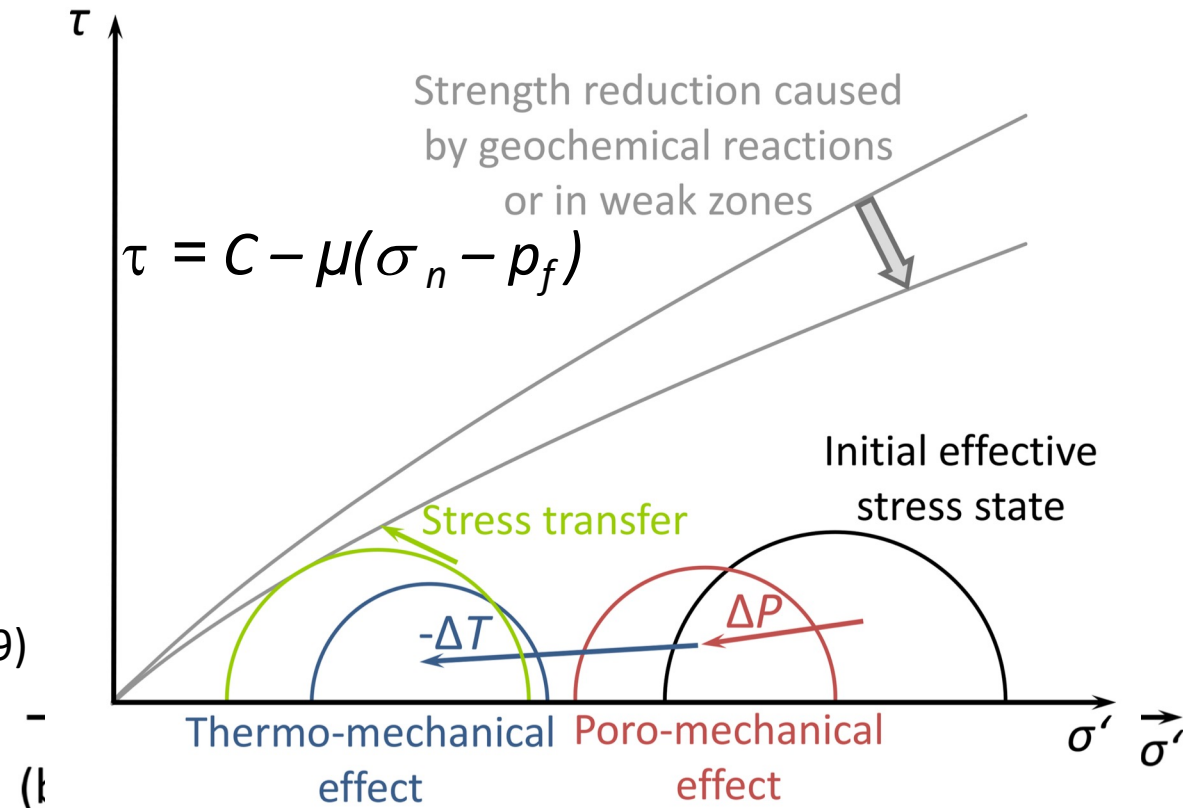 τ
Strength reduction caused
by geochemical reactions
or in weak zones
τ = C – μ(σ n – pf)
Initial effective
stress state
Stress transfer
ΔP
-ΔT
9)
Thermo-mechanical
effect
Poro-mechanical
effect
σ‘
σ‘